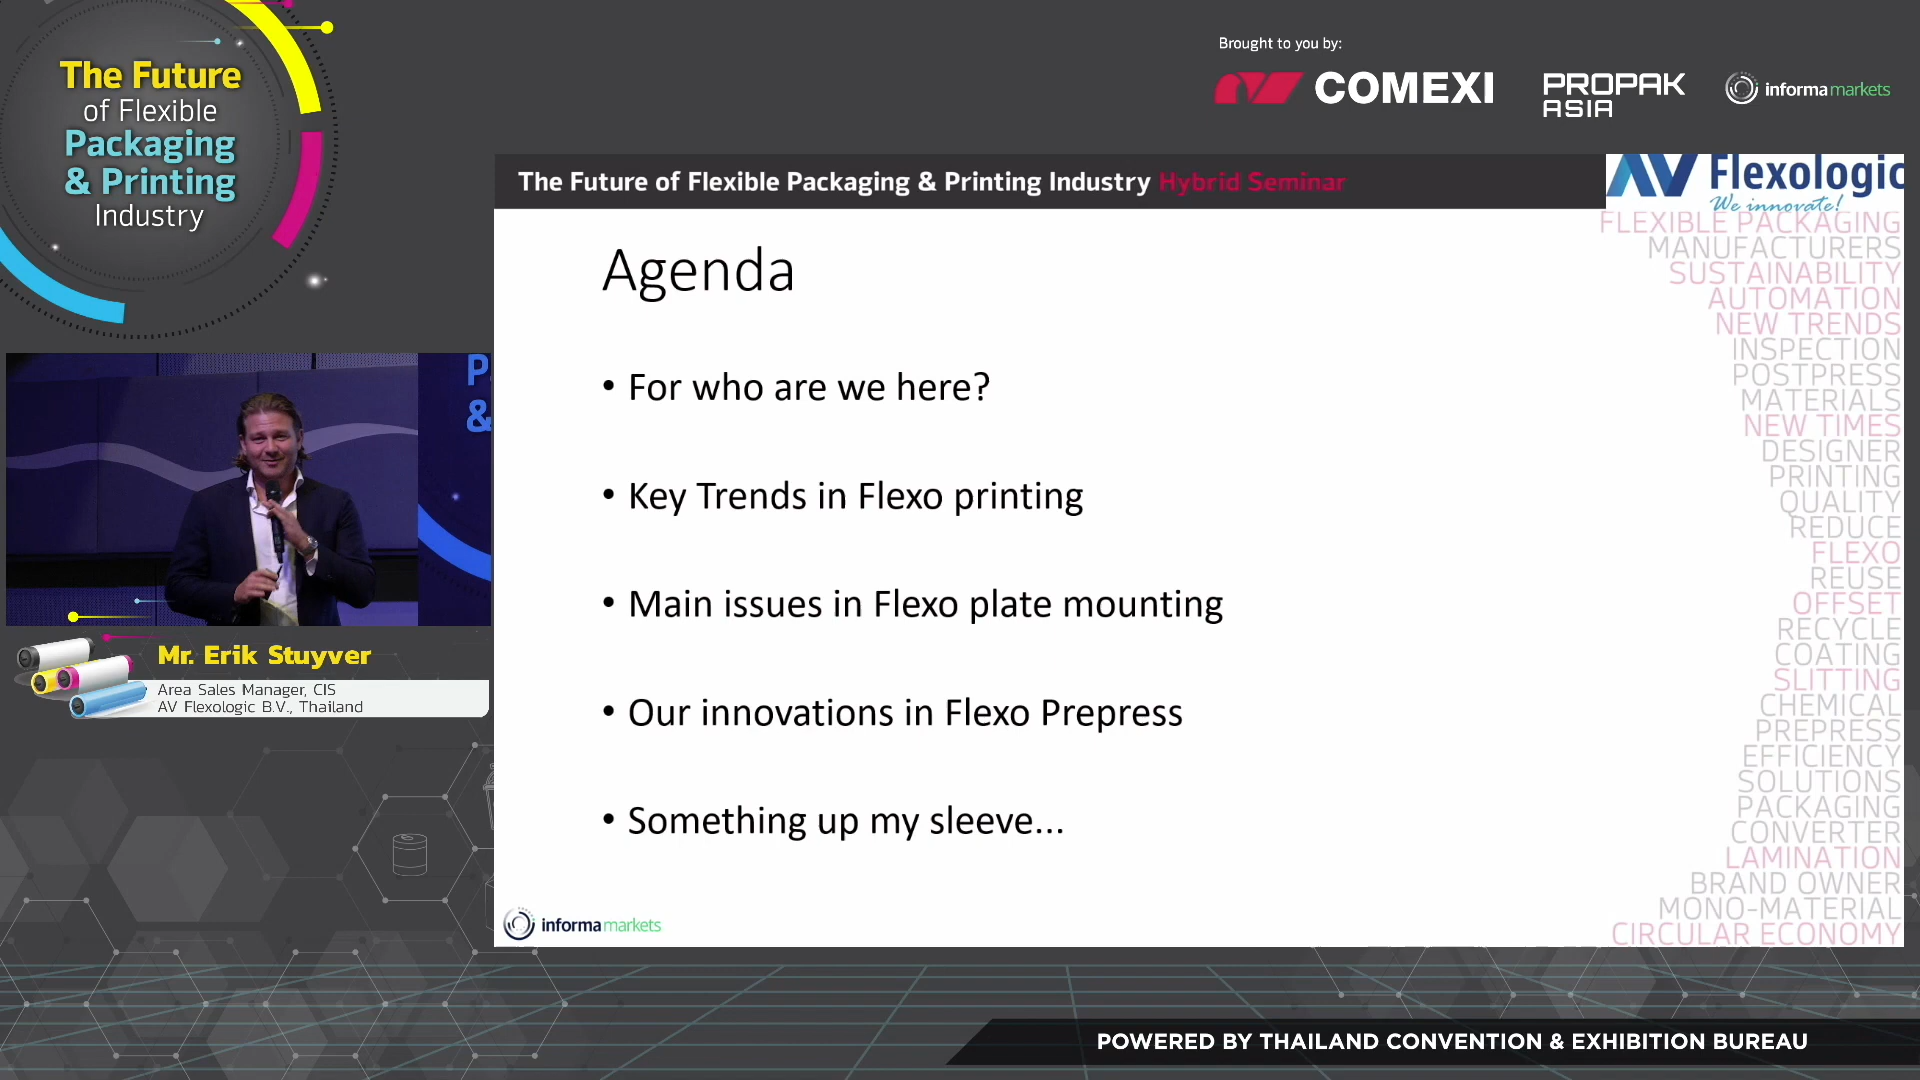 The Future
of Flexible
Packaging
& Printing
Industry
Brought to you by:
COMEXI
PROPAK
ASIA
informa markets
The Future of Flexible Packaging & Printing Industry Hybrid Seminar
AV Flexologic
We innovate!
Agenda
• For who are we here?
• Key Trends in Flexo printing
• Main issues in Flexo plate mounting
• Our innovations in Flexo Prepress
• Something up my sleeve...
FLEXIBLE PACKAGING
MANUFACTURERS
SUSTAINABILITY
AUTOMATION
NEW TRENDS
INSPECTION
POSTPRESS
MATERIALS
NEW TIMES
DESIGNER
PRINTING
QUALITY
REDUCE
FLEXO
REUSE
OFFSET
RECYCLE
COATING
SLITTING
CHEMICAL
PREPRESS
EFFICIENCY
SOLUTIONS
PACKAGING
CONVERTER
LAMINATION
BRAND OWNER
MONO-MATERIAL
CIRCULAR ECONOMY
informa markets
P
&
Mr. Erik Stuyver
Area Sales Manager, CIS
AV Flexologic B.V., Thailand
POWERED BY THAILAND CONVENTION & EXHIBITION BUREAU